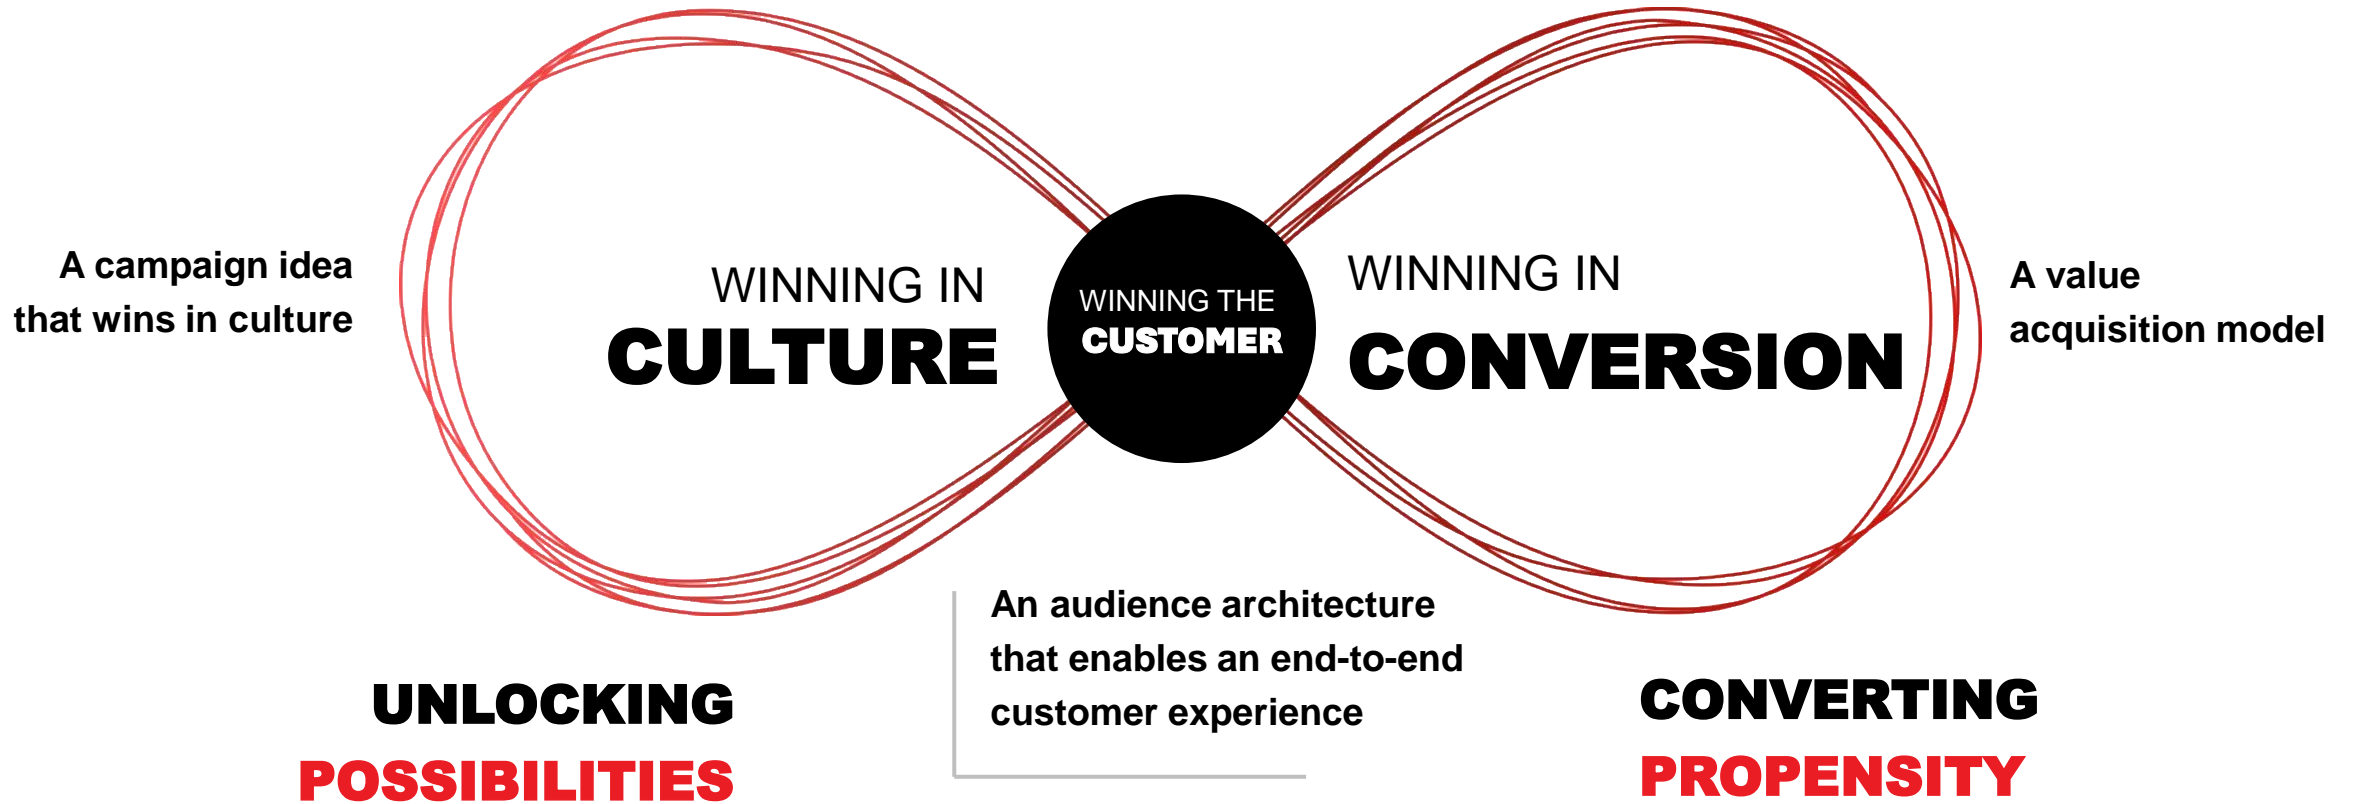 A campaign idea
that wins in culture
WINNING IN
CULTURE
WINNING THE
CUSTOMER
WINNING IN
CONVERSION
A value
acquisition model
An audience architecture
that enables an end-to-end
customer experience
UNLOCKING
POSSIBILITIES
CONVERTING
PROPENSITY